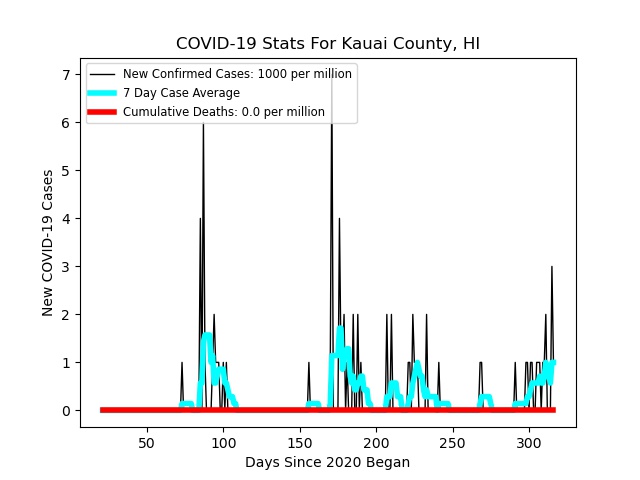 COVID-19 Stats For Kauai County, HI
New Confirmed Cases: 1000 per million
7 Day Case Average
Cumulative Deaths: 0.0 per million
New COVID-19 Cases
7
6
5
4
3
2
1
0
50 100 150 200 250 300
Days Since 2020 Began